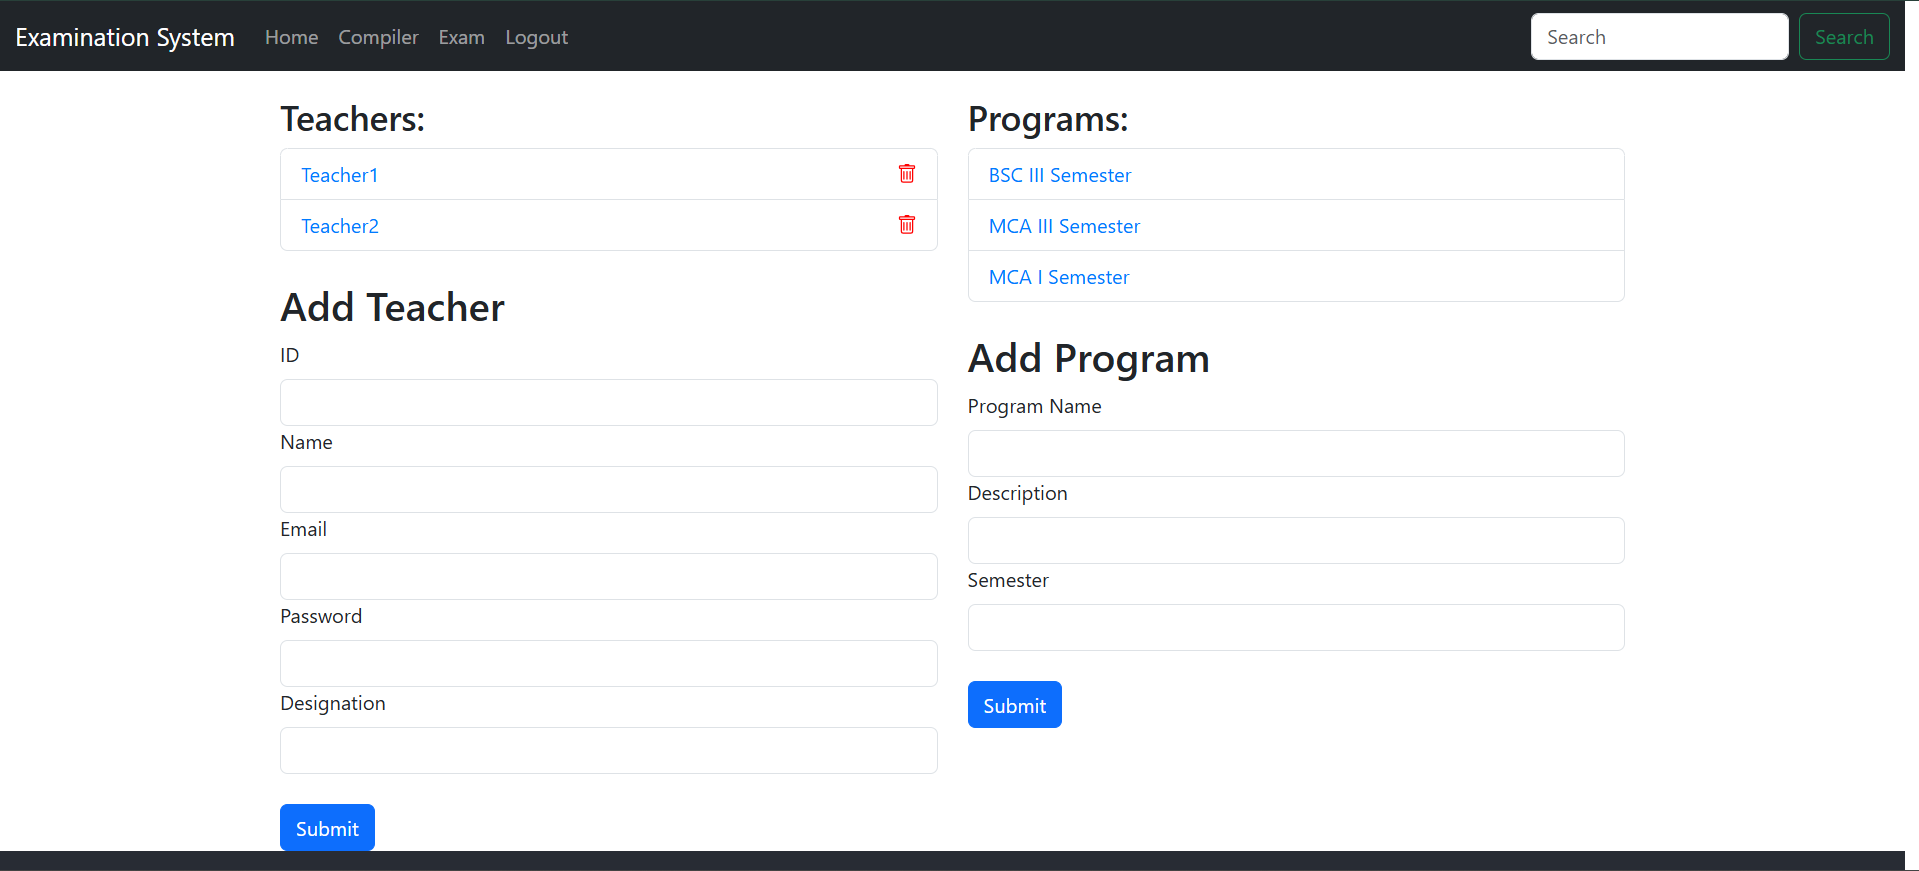 Examination System Home Compiler Exam Logout Search Search
Teachers:
Teacher1
Teacher2
Add Teacher
ID
Name
Email
Password
Designation
Submit
Programs:
BSC III Semester
MCA III Semester
MCA I Semester
Add Program
Program Name
Description
Semester
Submit